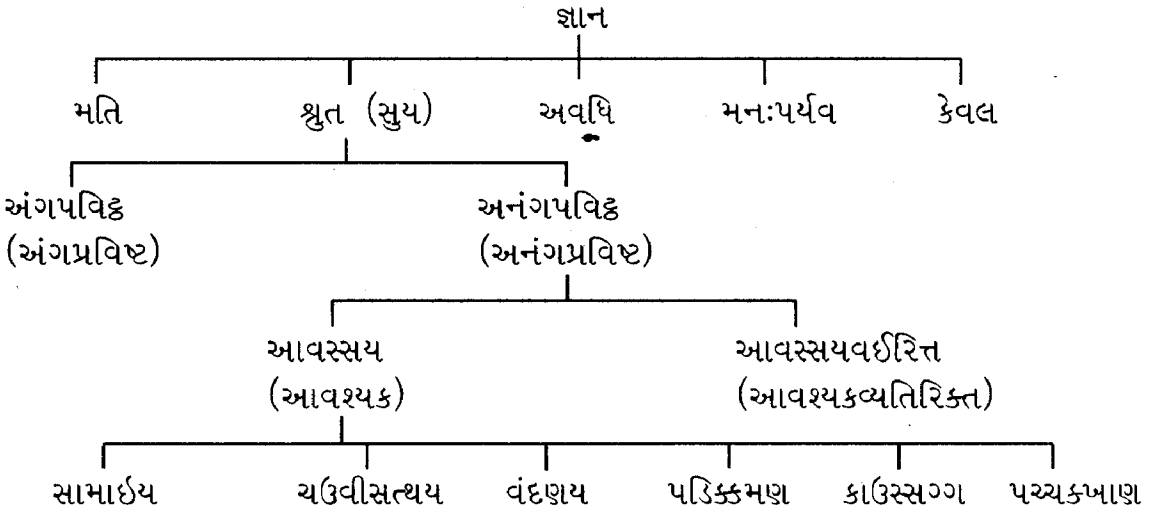 જ્ઞાન
મતિ શ્રુત (સુય) અવધિ મનઃપર્યવ કેવલ
અંગપવિટ્ઠ અનંગપવિટ્ઠ
(અંગપ્રવિષ્ટ) (અનંગપ્રવિષ્ટ)
આવસ્સય આવસ્સયવઈરિત્ત
(આવશ્યક) (આવશ્યકવ્યતિરિક્ત)
સામાઇય ચઉવીસત્થય વંદણય પડિક્કમણ કાઉસ્સગ્ગ પચ્ચક્ખાણ